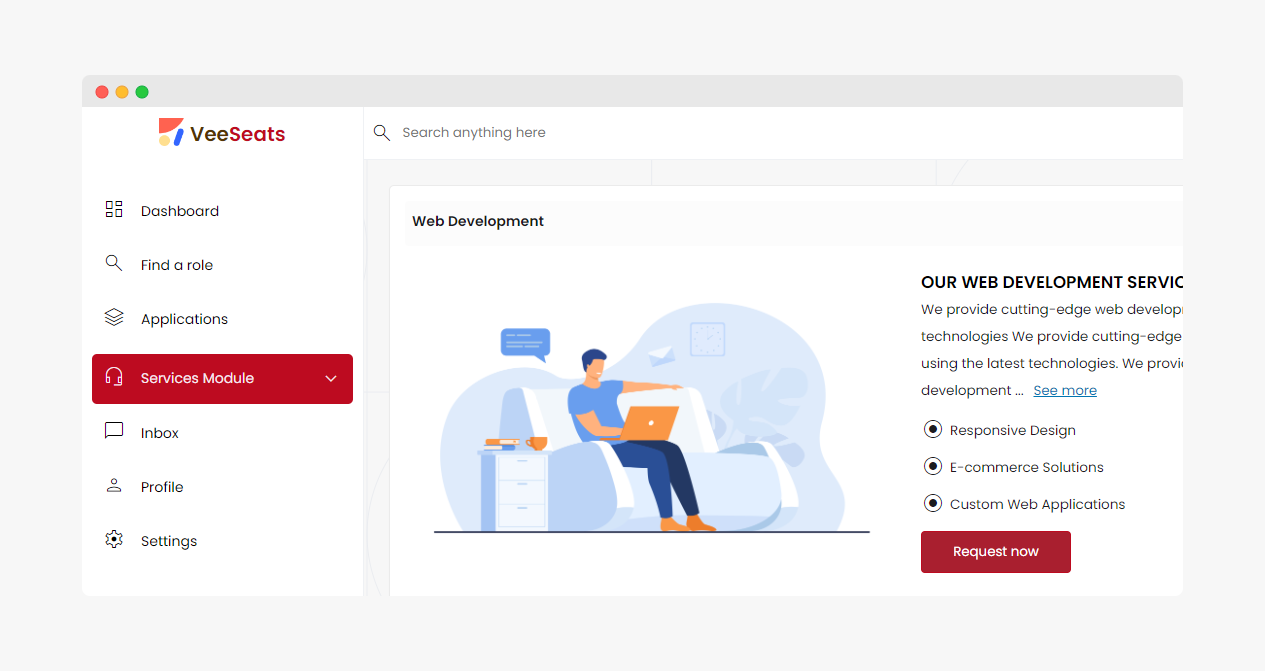 VeeSeats
Search anything here
Dashboard
Find a role
Applications
Services Module
Inbox
Profile
Settings
Web Development
OUR WEB DEVELOPMENT SERVIC
We provide cutting-edge web develop
technologies We provide cutting-edge
using the latest technologies. We provi
development ... See more
Responsive Design
E-commerce Solutions
Custom Web Applications
Request now